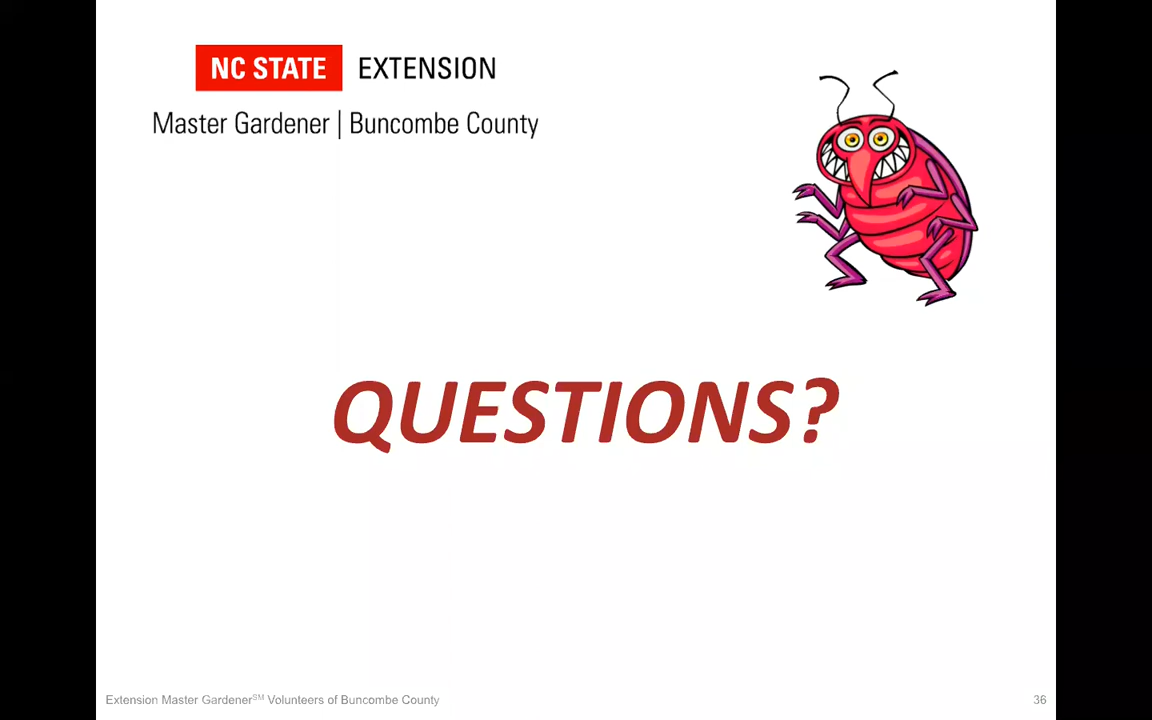 NC STATE EXTENSION
Master Gardener | Buncombe County
QUESTIONS?
Extension Master Gardener℠ Volunteers of Buncombe County
36